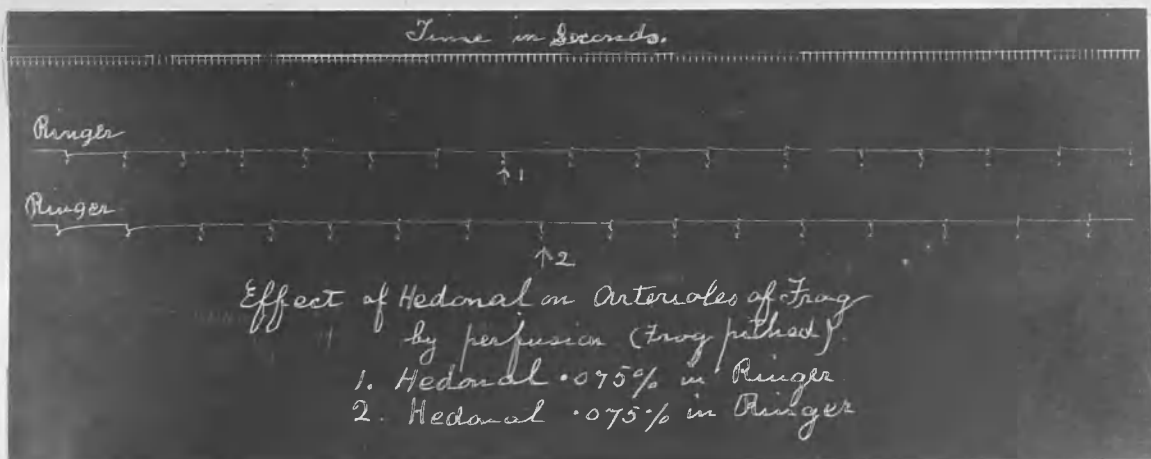 Time in Seconds.
Ringer
↑1
Ringer
↑2
Effect of Hedonal on Arterioles of Frog
by perfusion (Frog pithed).
1. Hedonal ·075% in Ringer
2. Hedonal ·075% in Ringer